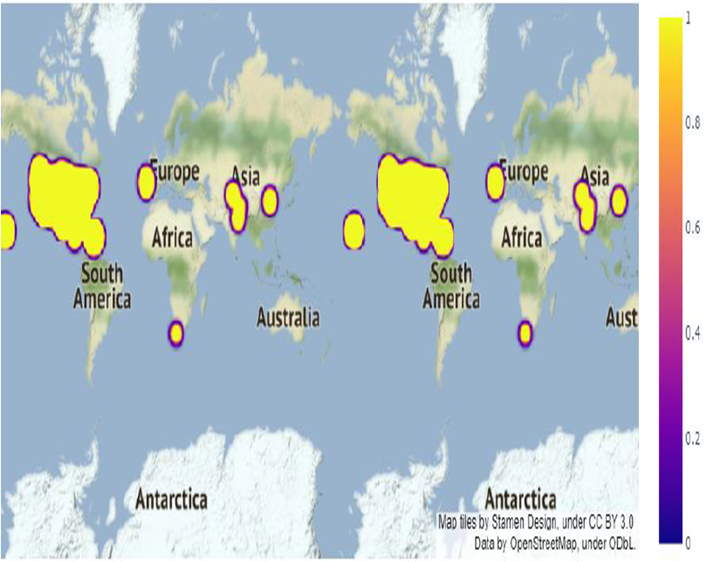 1
Europe
Asia
Europe
Asia
0.8
Africa
Africa
0.6
South
America
South
America
Australia
Aust
0.4
0.2
Antarctica
Antarctica
Map tiles by Stamen Design, under CC BY 3.0
Data by OpenStreetMap, under ODbL.
0